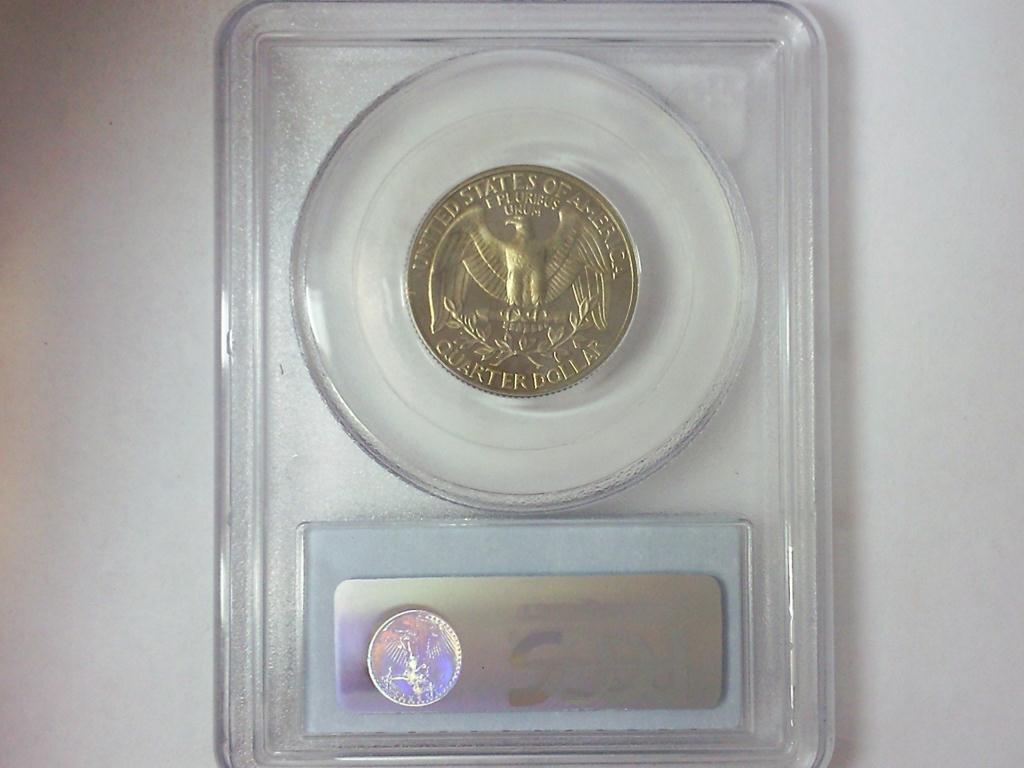 UNITED STATES OF AMERICA
E PLURIBUS
UNUM
QUARTER DOLLAR